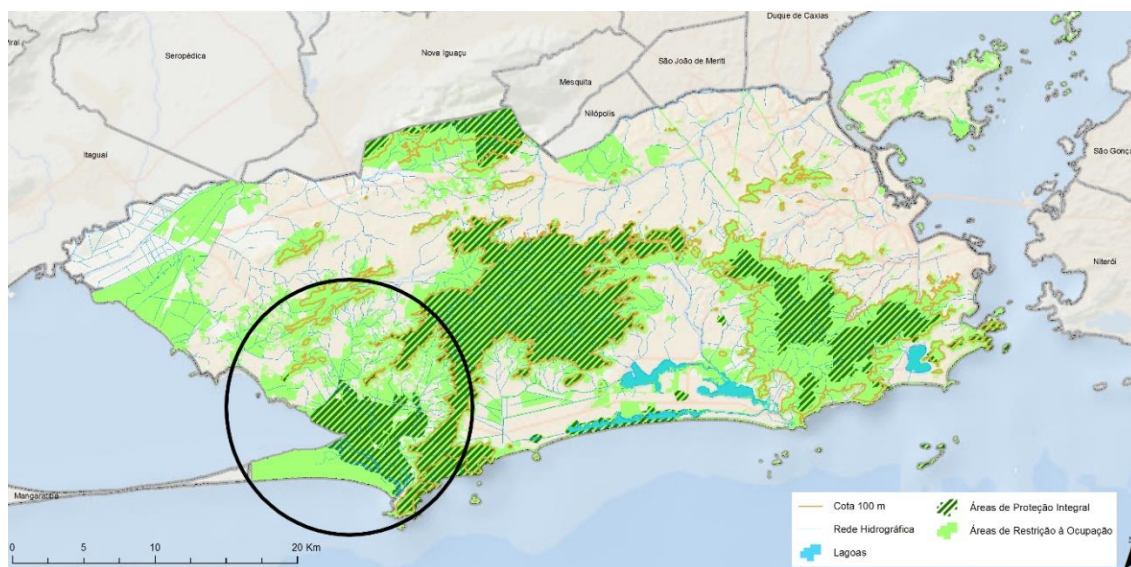 Duque de Caxias
Seropédica
Nova Iguaçu
São João de Meriti
Mesquita
Nilópolis
Itaguaí
São Gonç
Niterói
Mangaratiba
0 5 10 20 Km
Cota 100 m
Rede Hidrográfica
Lagoas
Áreas de Proteção Integral
Áreas de Restrição à Ocupação